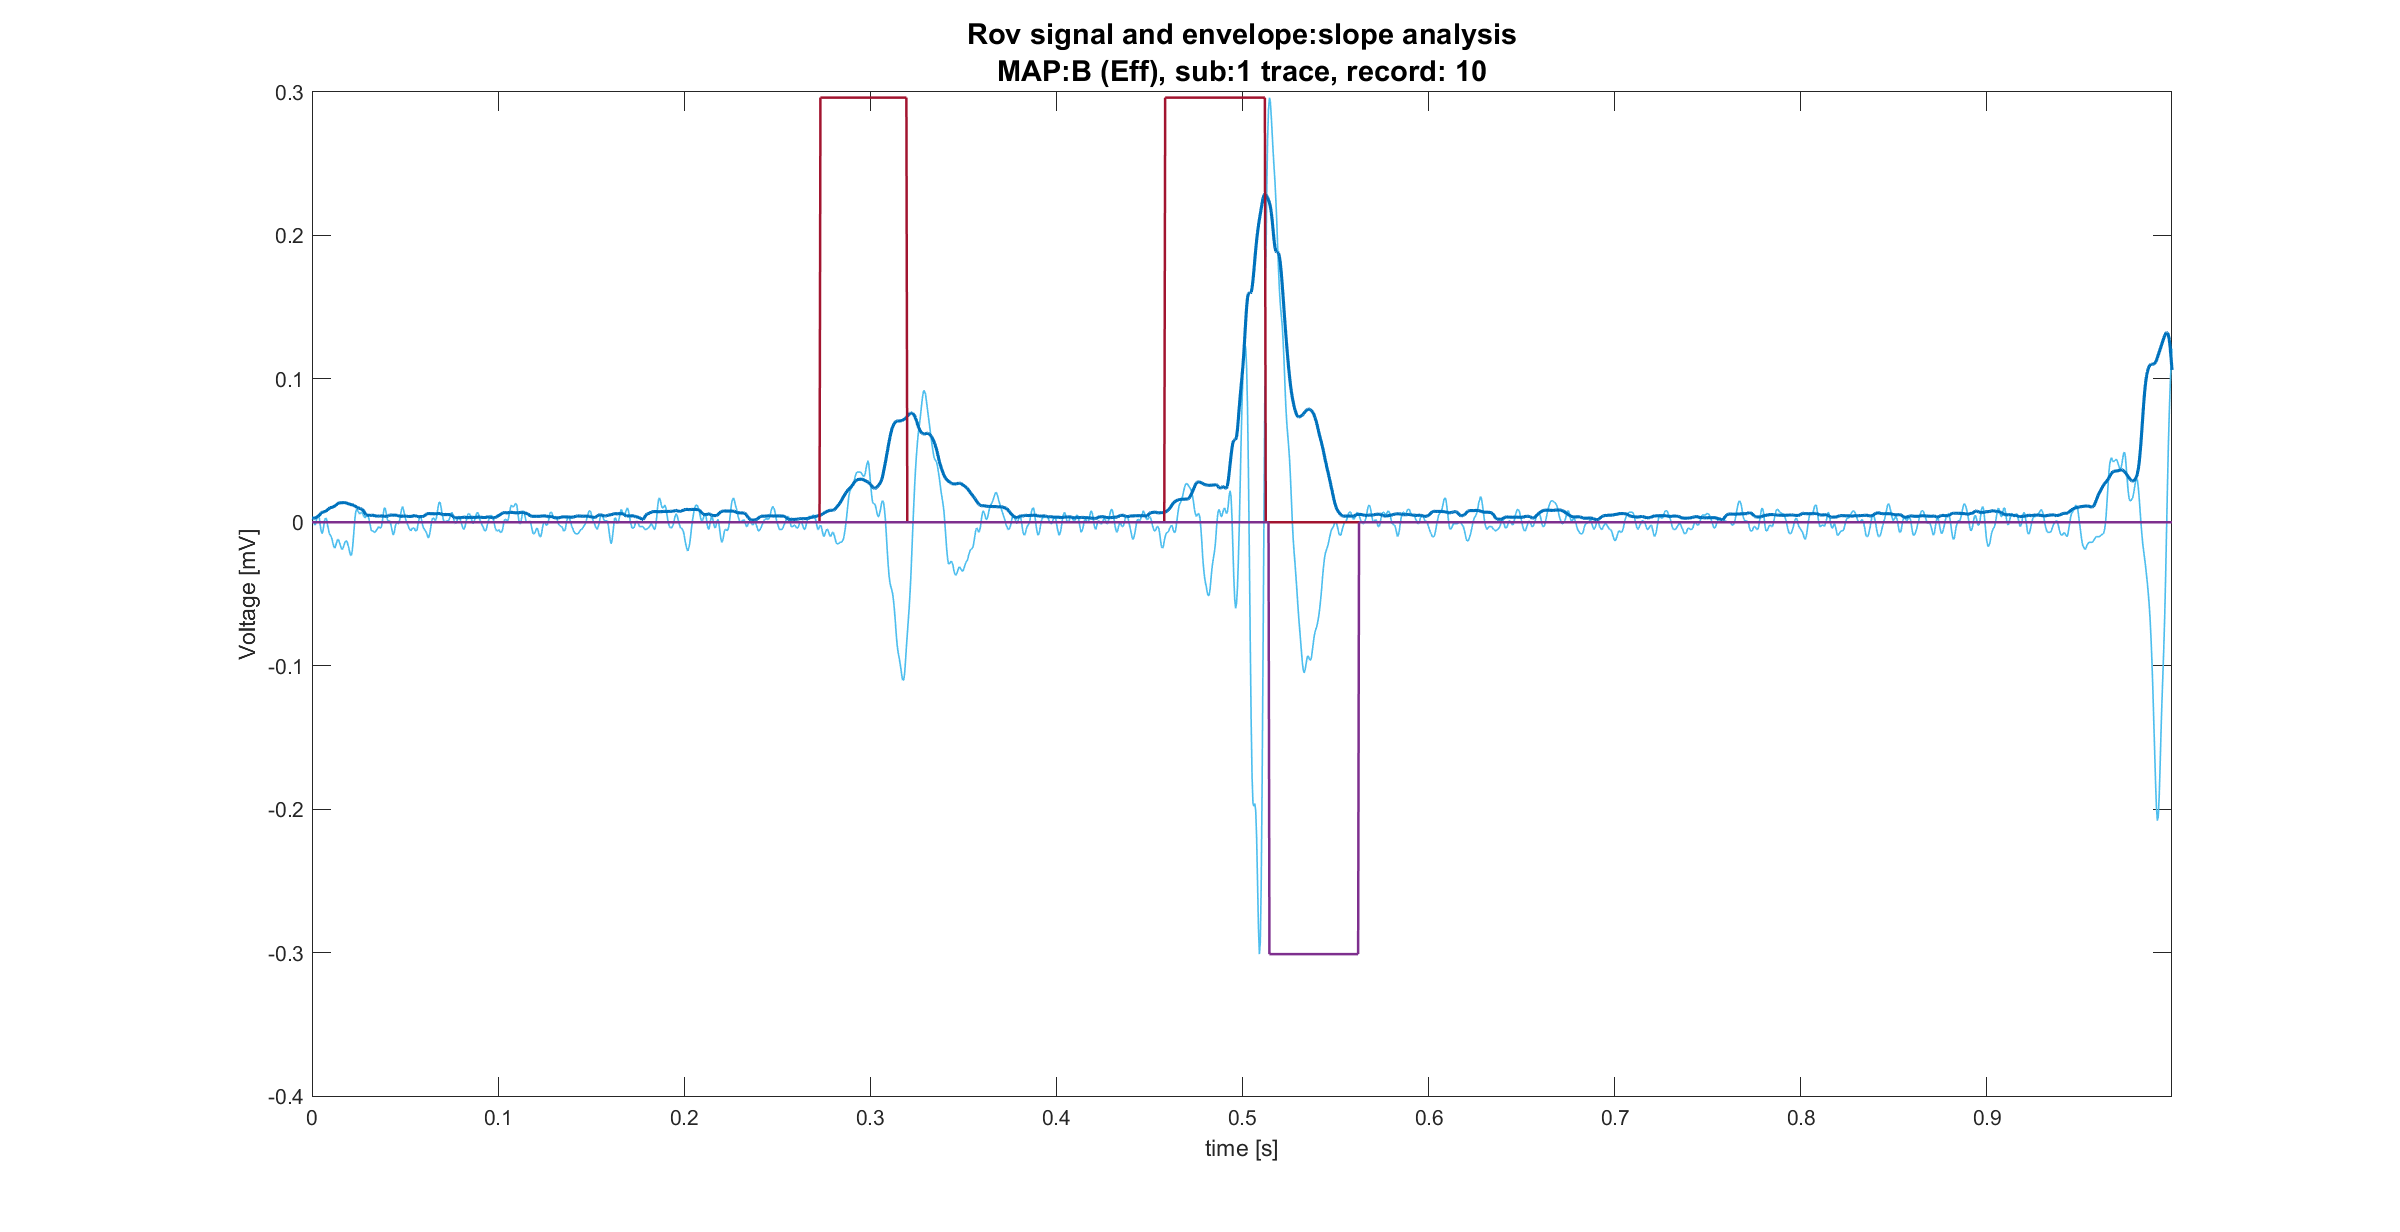 Rov signal and envelope:slope analysis
MAP:B (Eff), sub:1 trace, record: 10
0.3
0.2
0.1
0
-0.1
-0.2
-0.3
-0.4
Voltage [mV]
0 0.1 0.2 0.3 0.4 0.5 0.6 0.7 0.8 0.9
time [s]